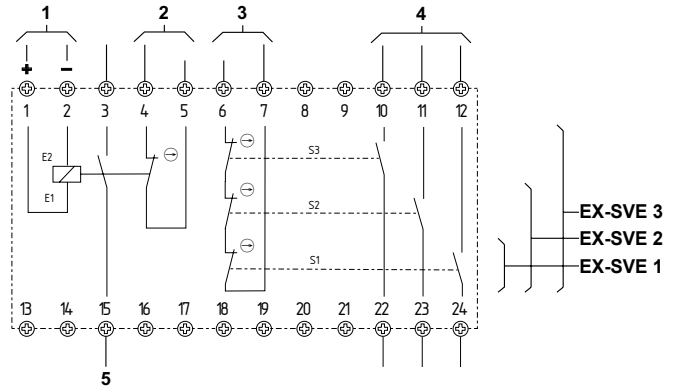 1 2 3 4
+ −
1 2 3 4 5 6 7 8 9 10 11 12
E2
E1
S3
S2
S1
EX-SVE 3
EX-SVE 2
EX-SVE 1
13 14 15 16 17 18 19 20 21 22 23 24
5